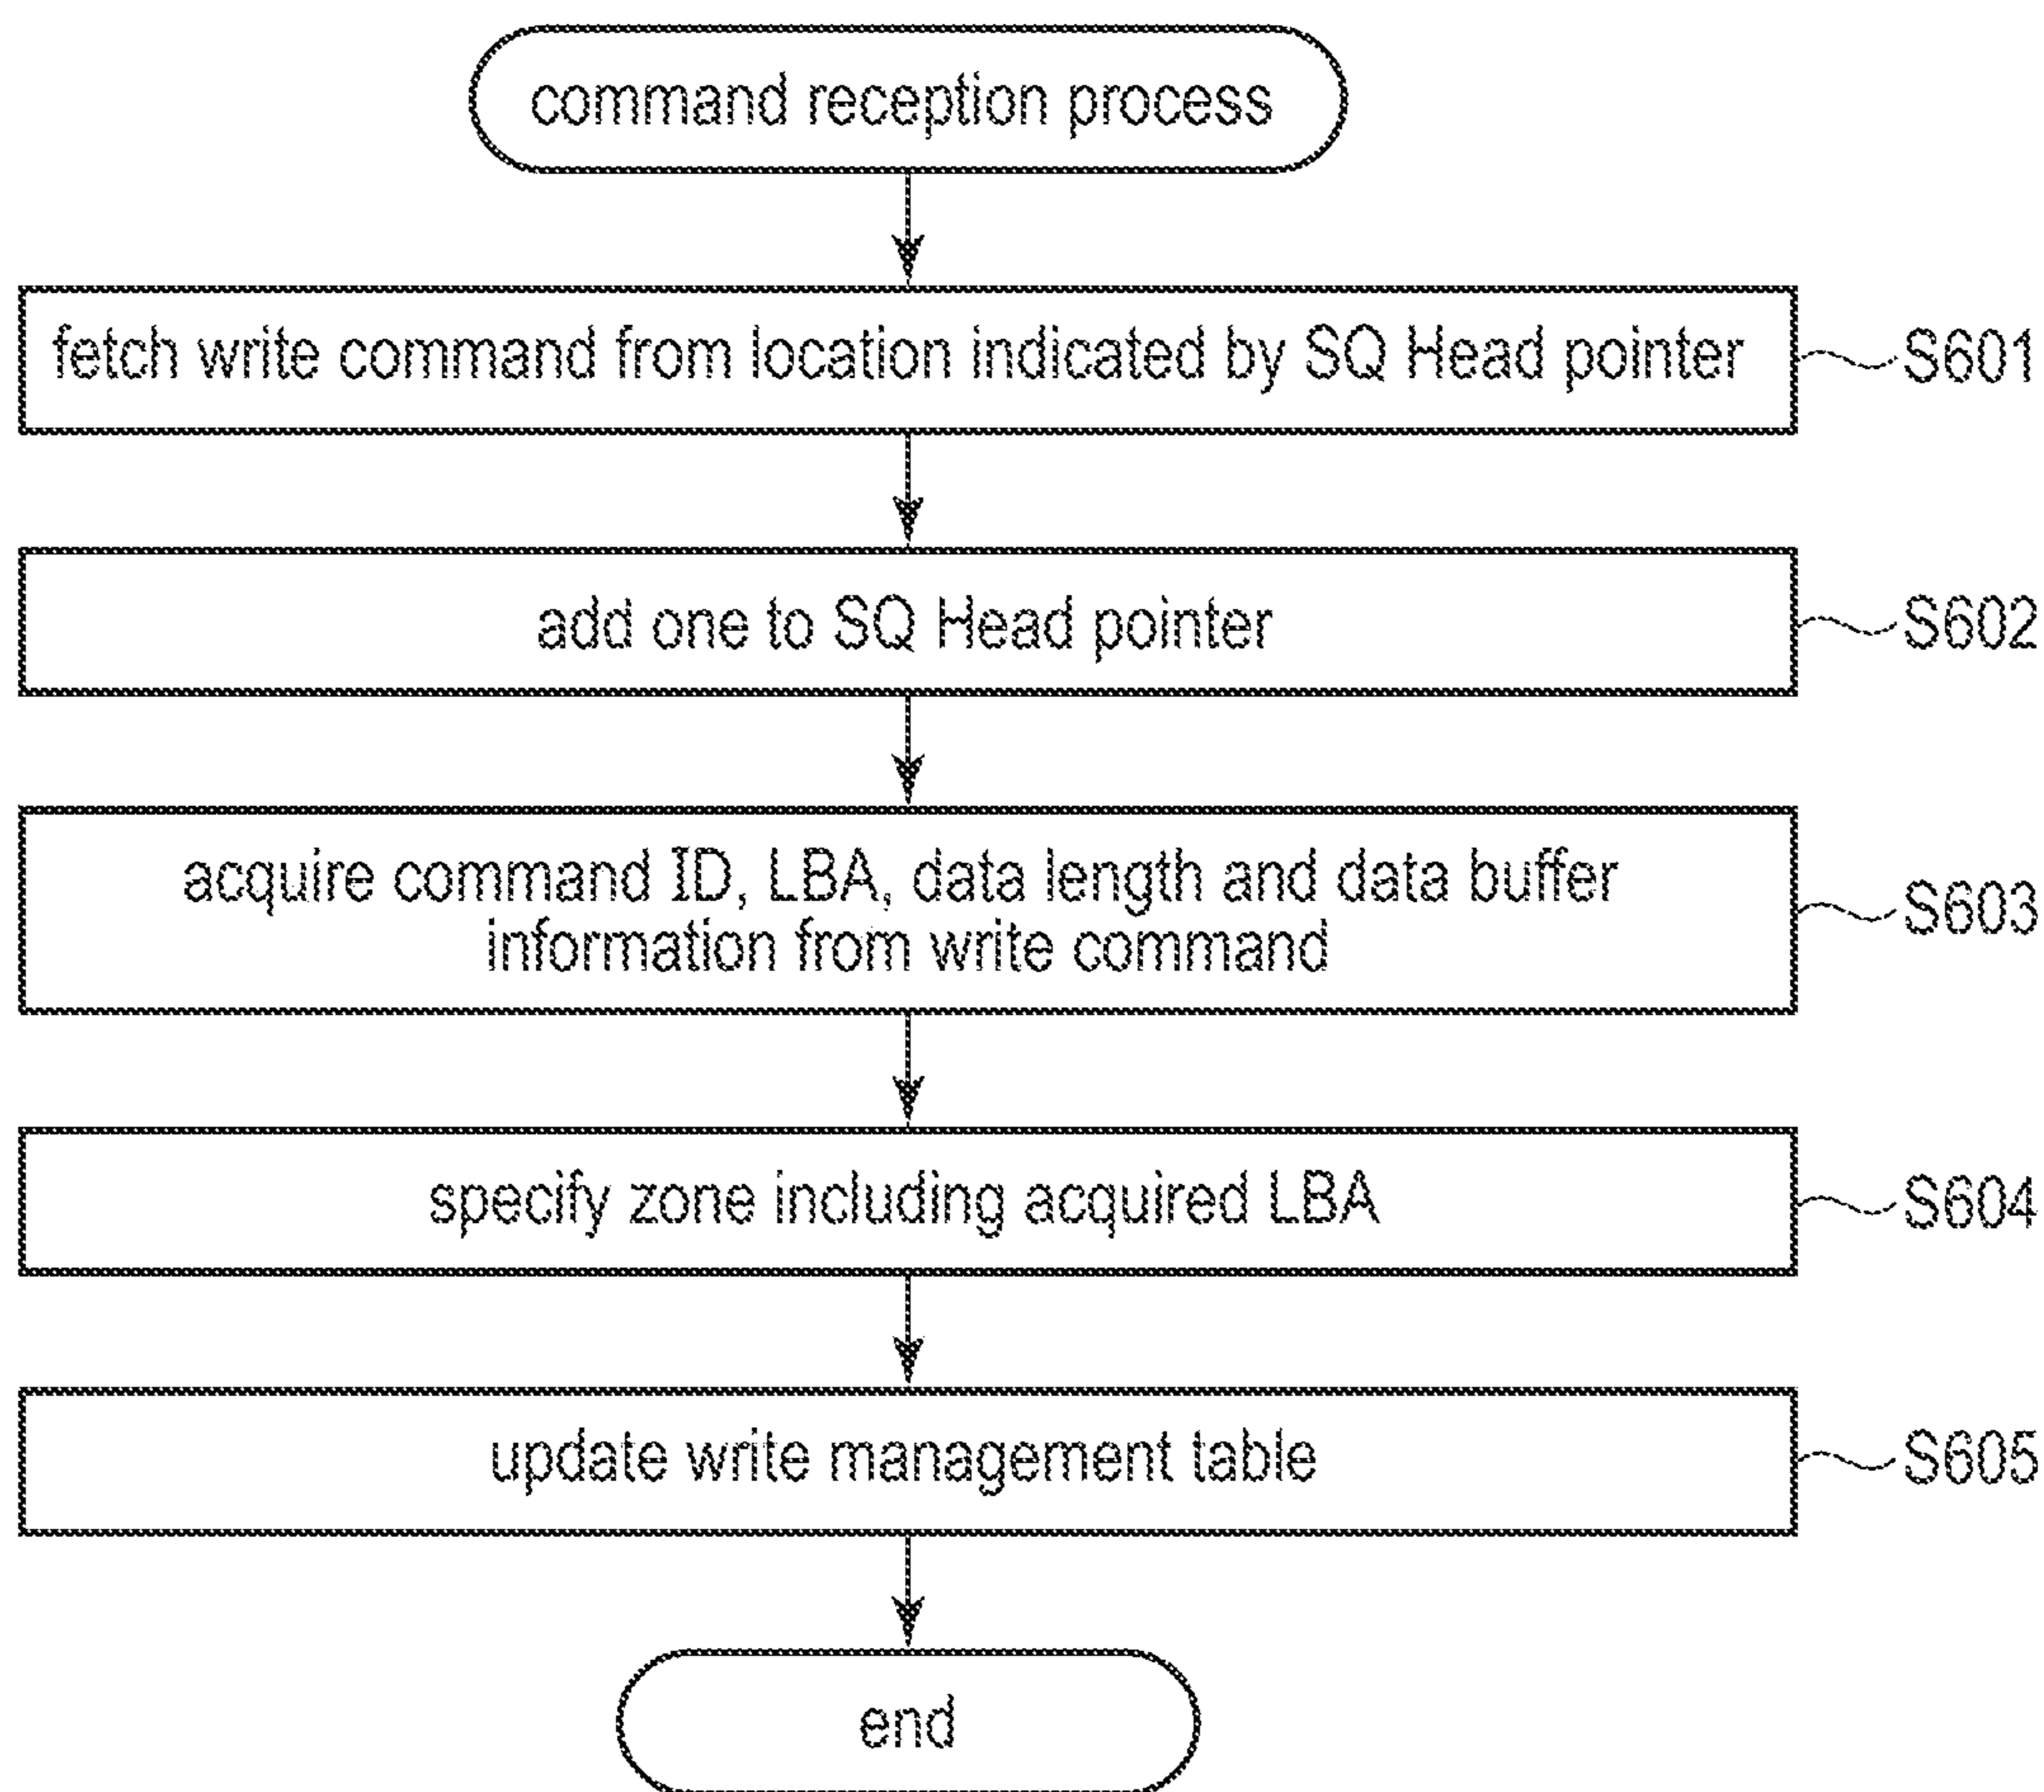 command reception process
fetch write command from location indicated by SQ Head pointer
S601
add one to SQ Head pointer
S602
acquire command ID, LBA, data length and data buffer
information from write command
S603
specify zone including acquired LBA
S604
update write management table
S605
end